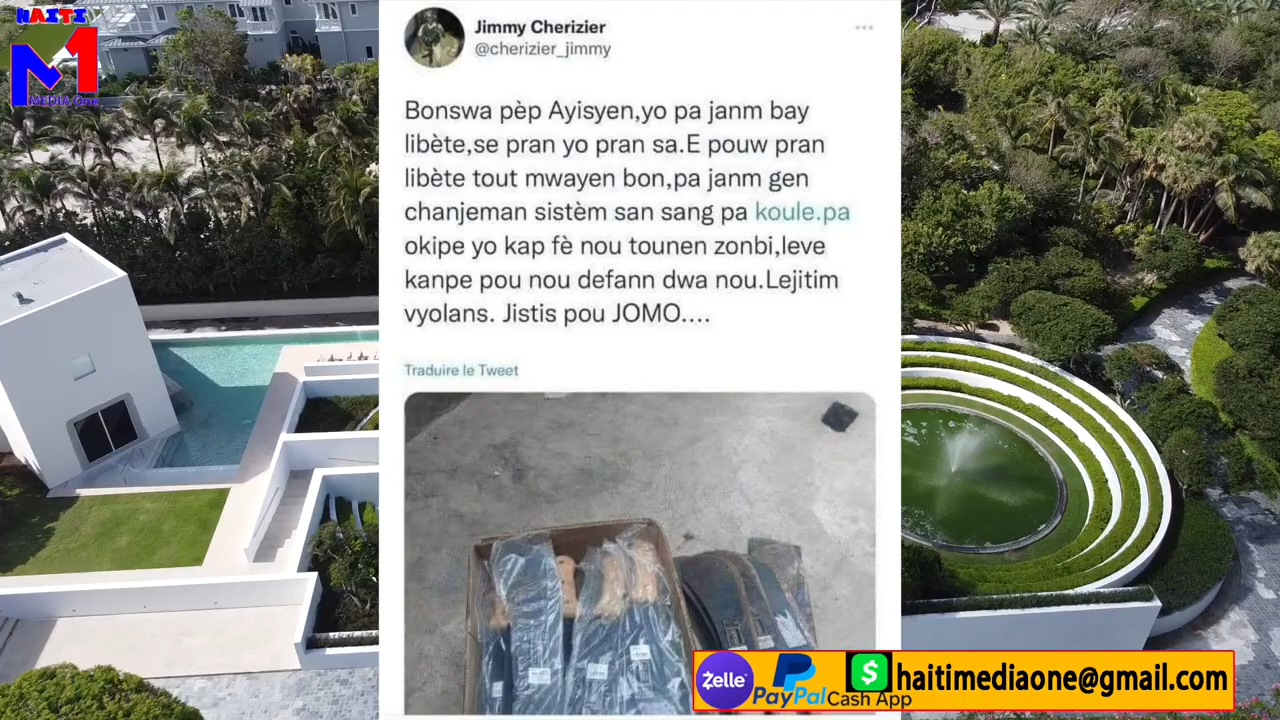 HAITI
M1
MEDIA One
Jimmy Cherizier
@cherizier_jimmy
Bonswa pèp Ayisyen,yo pa janm bay
libète,se pran yo pran sa.E pouw pran
libète tout mwayen bon,pa janm gen
chanjeman sistèm san sang pa koule.pa
okipe yo kap fè nou tounen zonbi,leve
kanpe pou nou defann dwa nou.Lejitim
vyolans. Jistis pou JOMO....
Traduire le Tweet
Zelle
PayPal
$
Cash App
haitimediaone@gmail.com